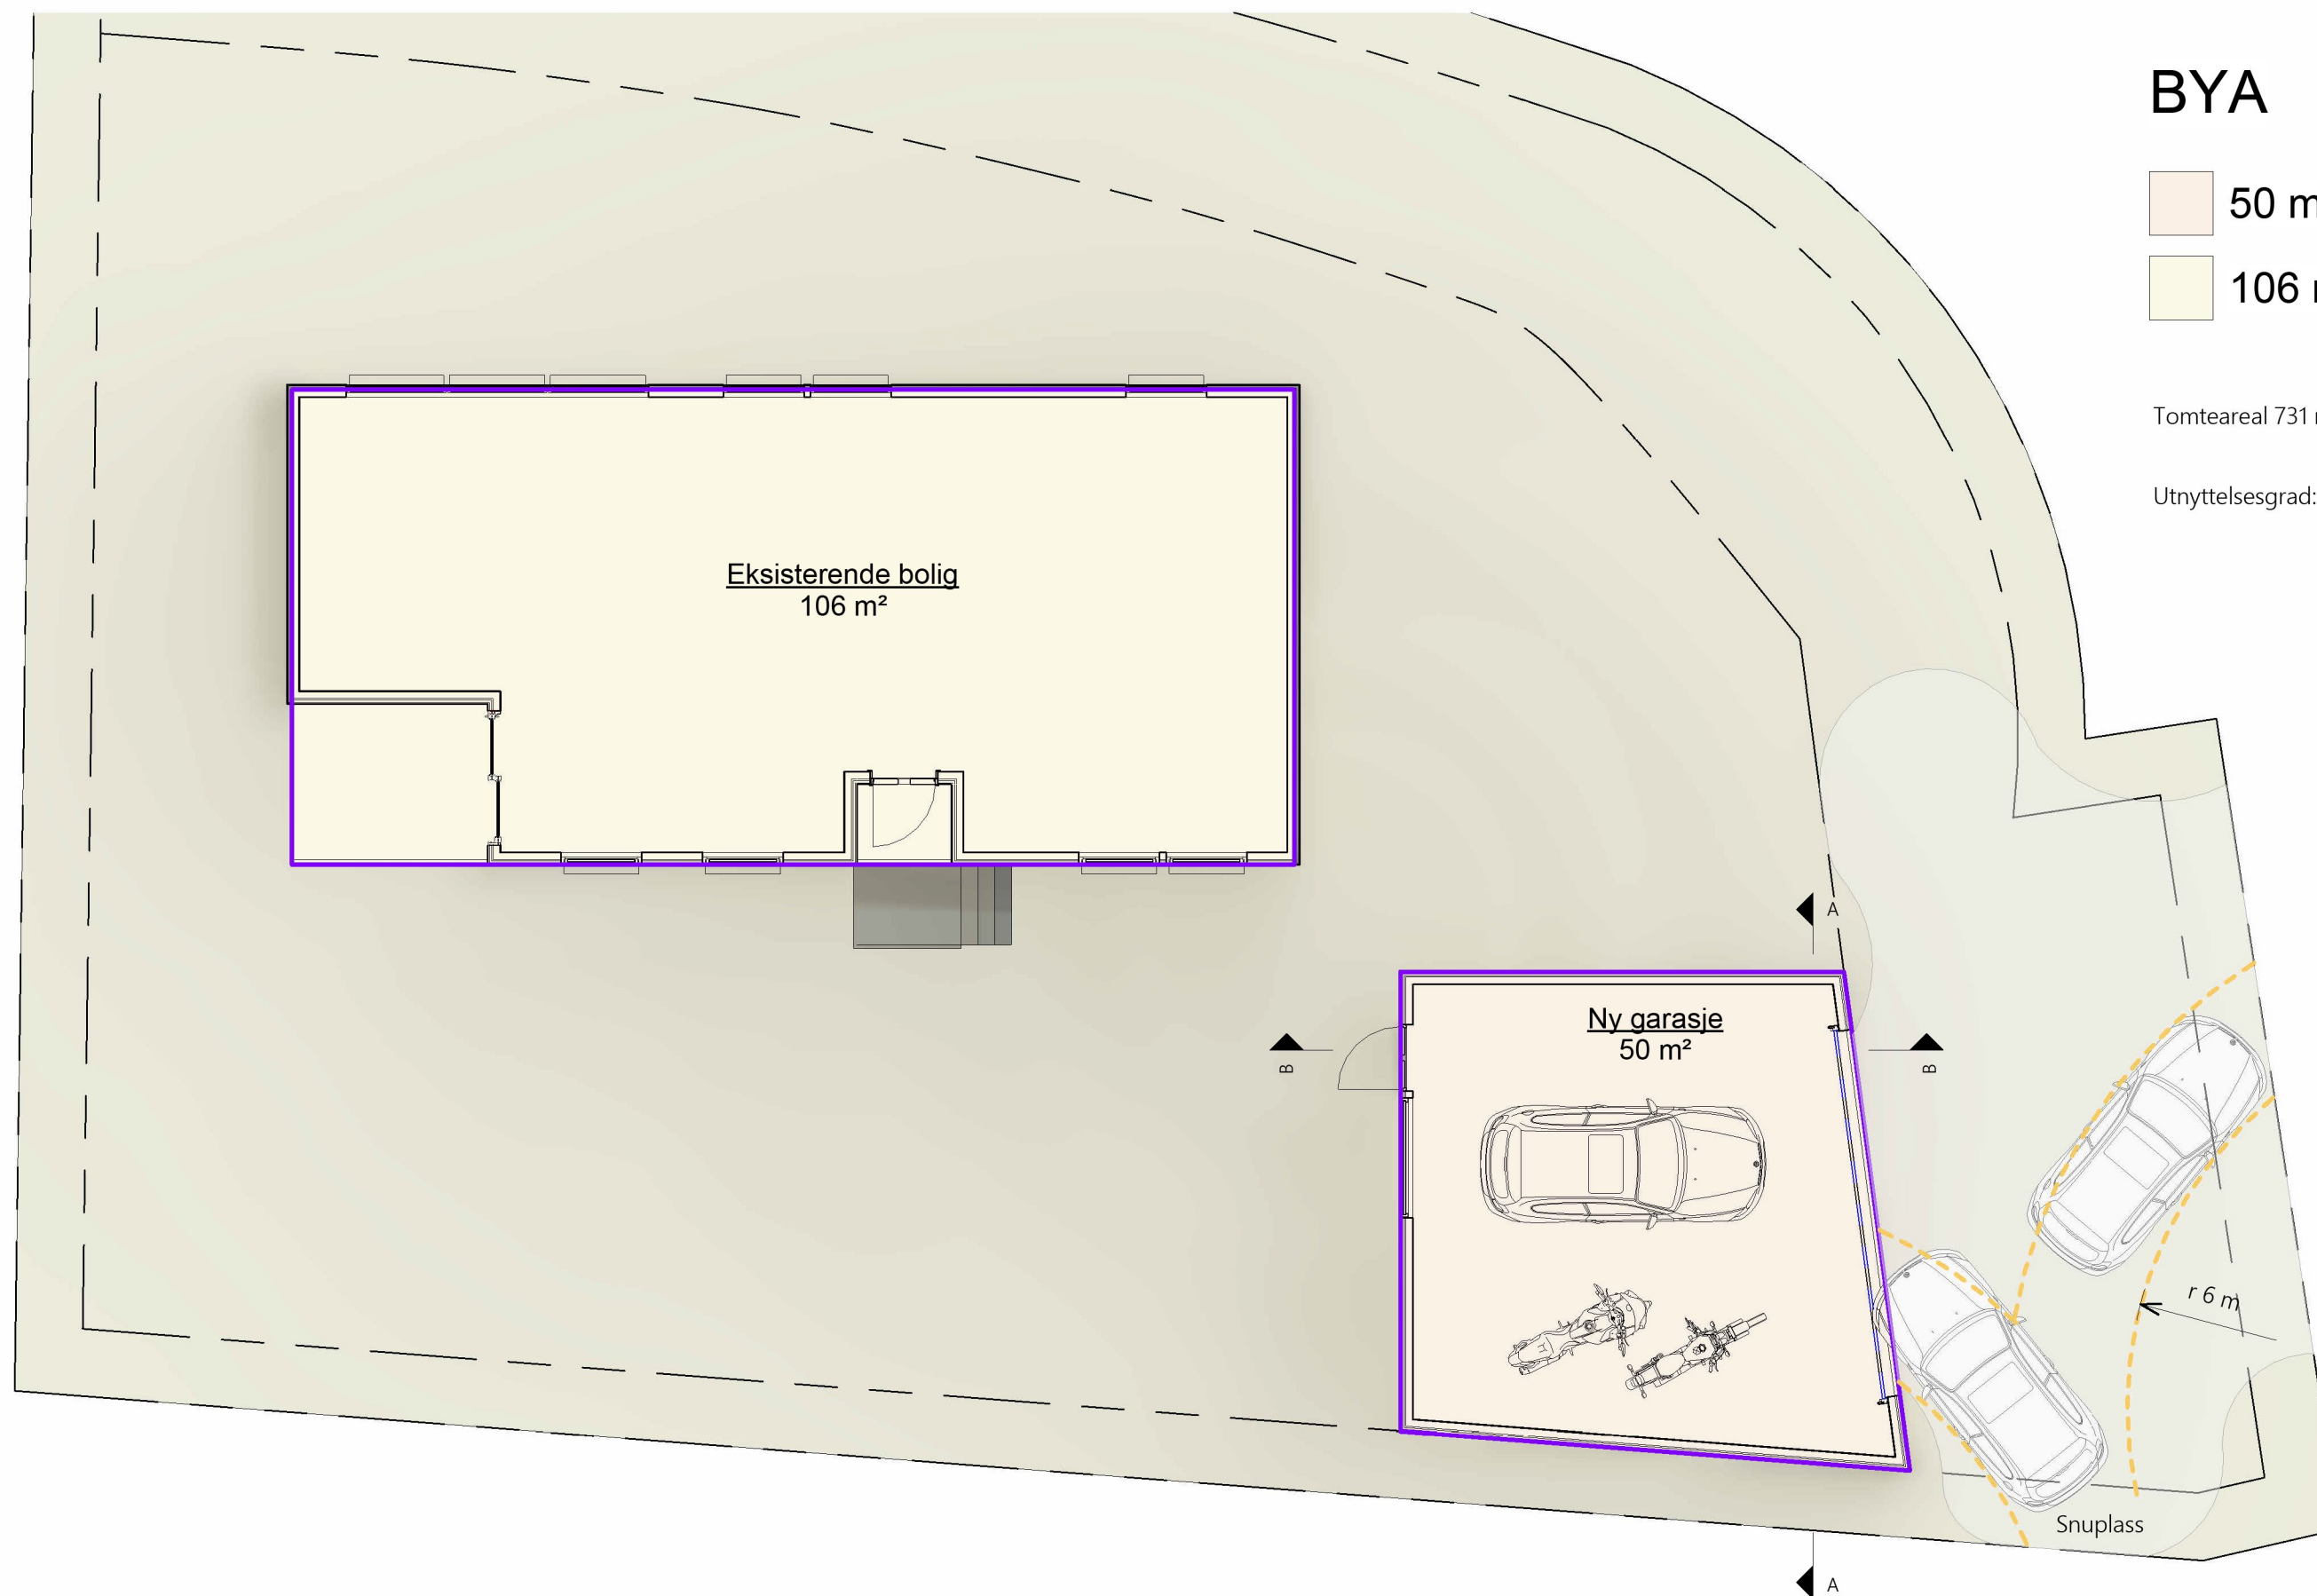 BYA
50 m
106
Tomteareal 731
Utnyttelsesgrad:
Eksisterende bolig
106 m²
A
Ny garasje
50 m²
B
B
r 6 m
Snuplass
A